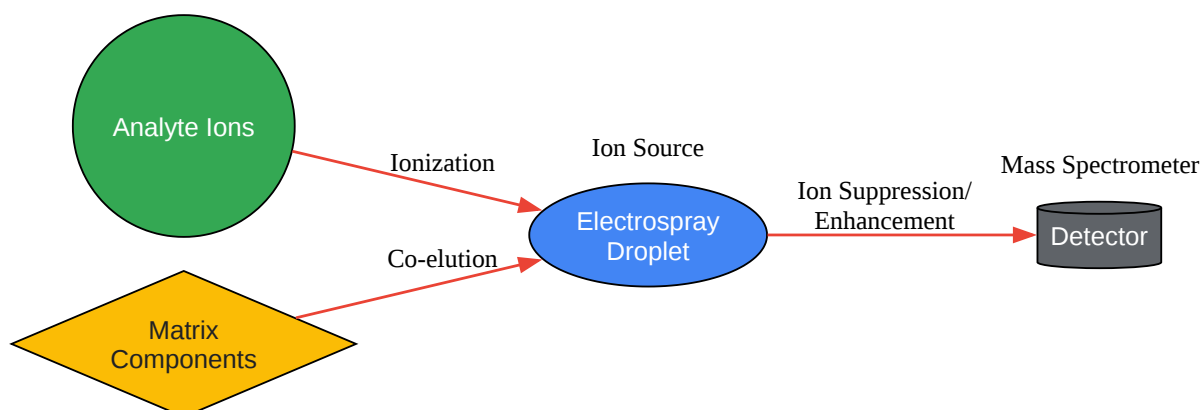 Analyte Ions
Ionization
Ion Source
Mass Spectrometer
Ion Suppression/
Enhancement
Electrospray
Droplet
Detector
Co-elution
Matrix
Components